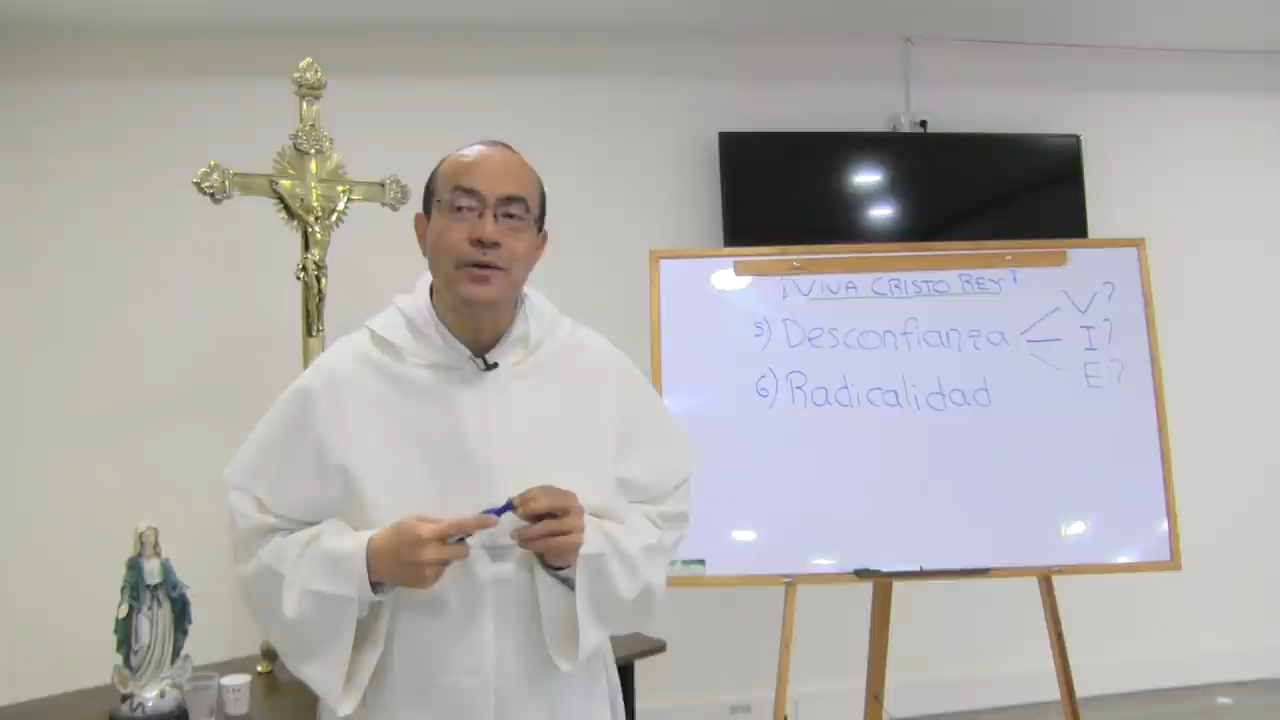 ¡VIVA CRISTO REY!
5) Desconfianza V?
I?
E?
6) Radicalidad